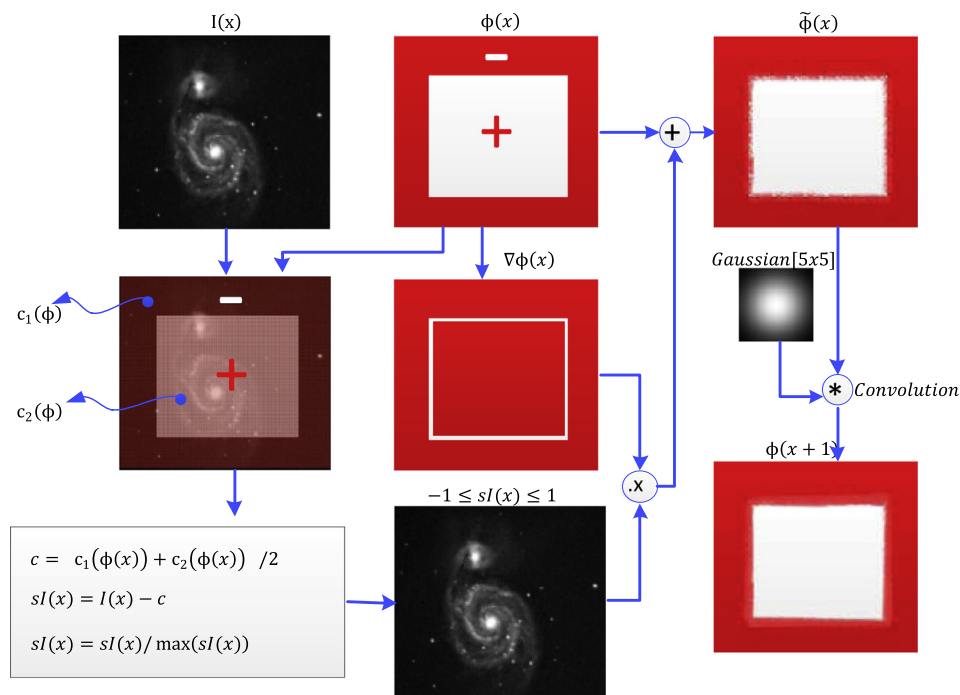 I(x)
ϕ(x)
ϕ̃(x)
−
+
+
∇ϕ(x)
Gaussian[5x5]
c₁(ϕ)
−
+
c₂(ϕ)
* Convolution
ϕ(x + 1)
.x
−1 ≤ sI(x) ≤ 1
c = c₁(ϕ(x)) + c₂(ϕ(x)) /2
sI(x) = I(x) − c
sI(x) = sI(x)/ max(sI(x))